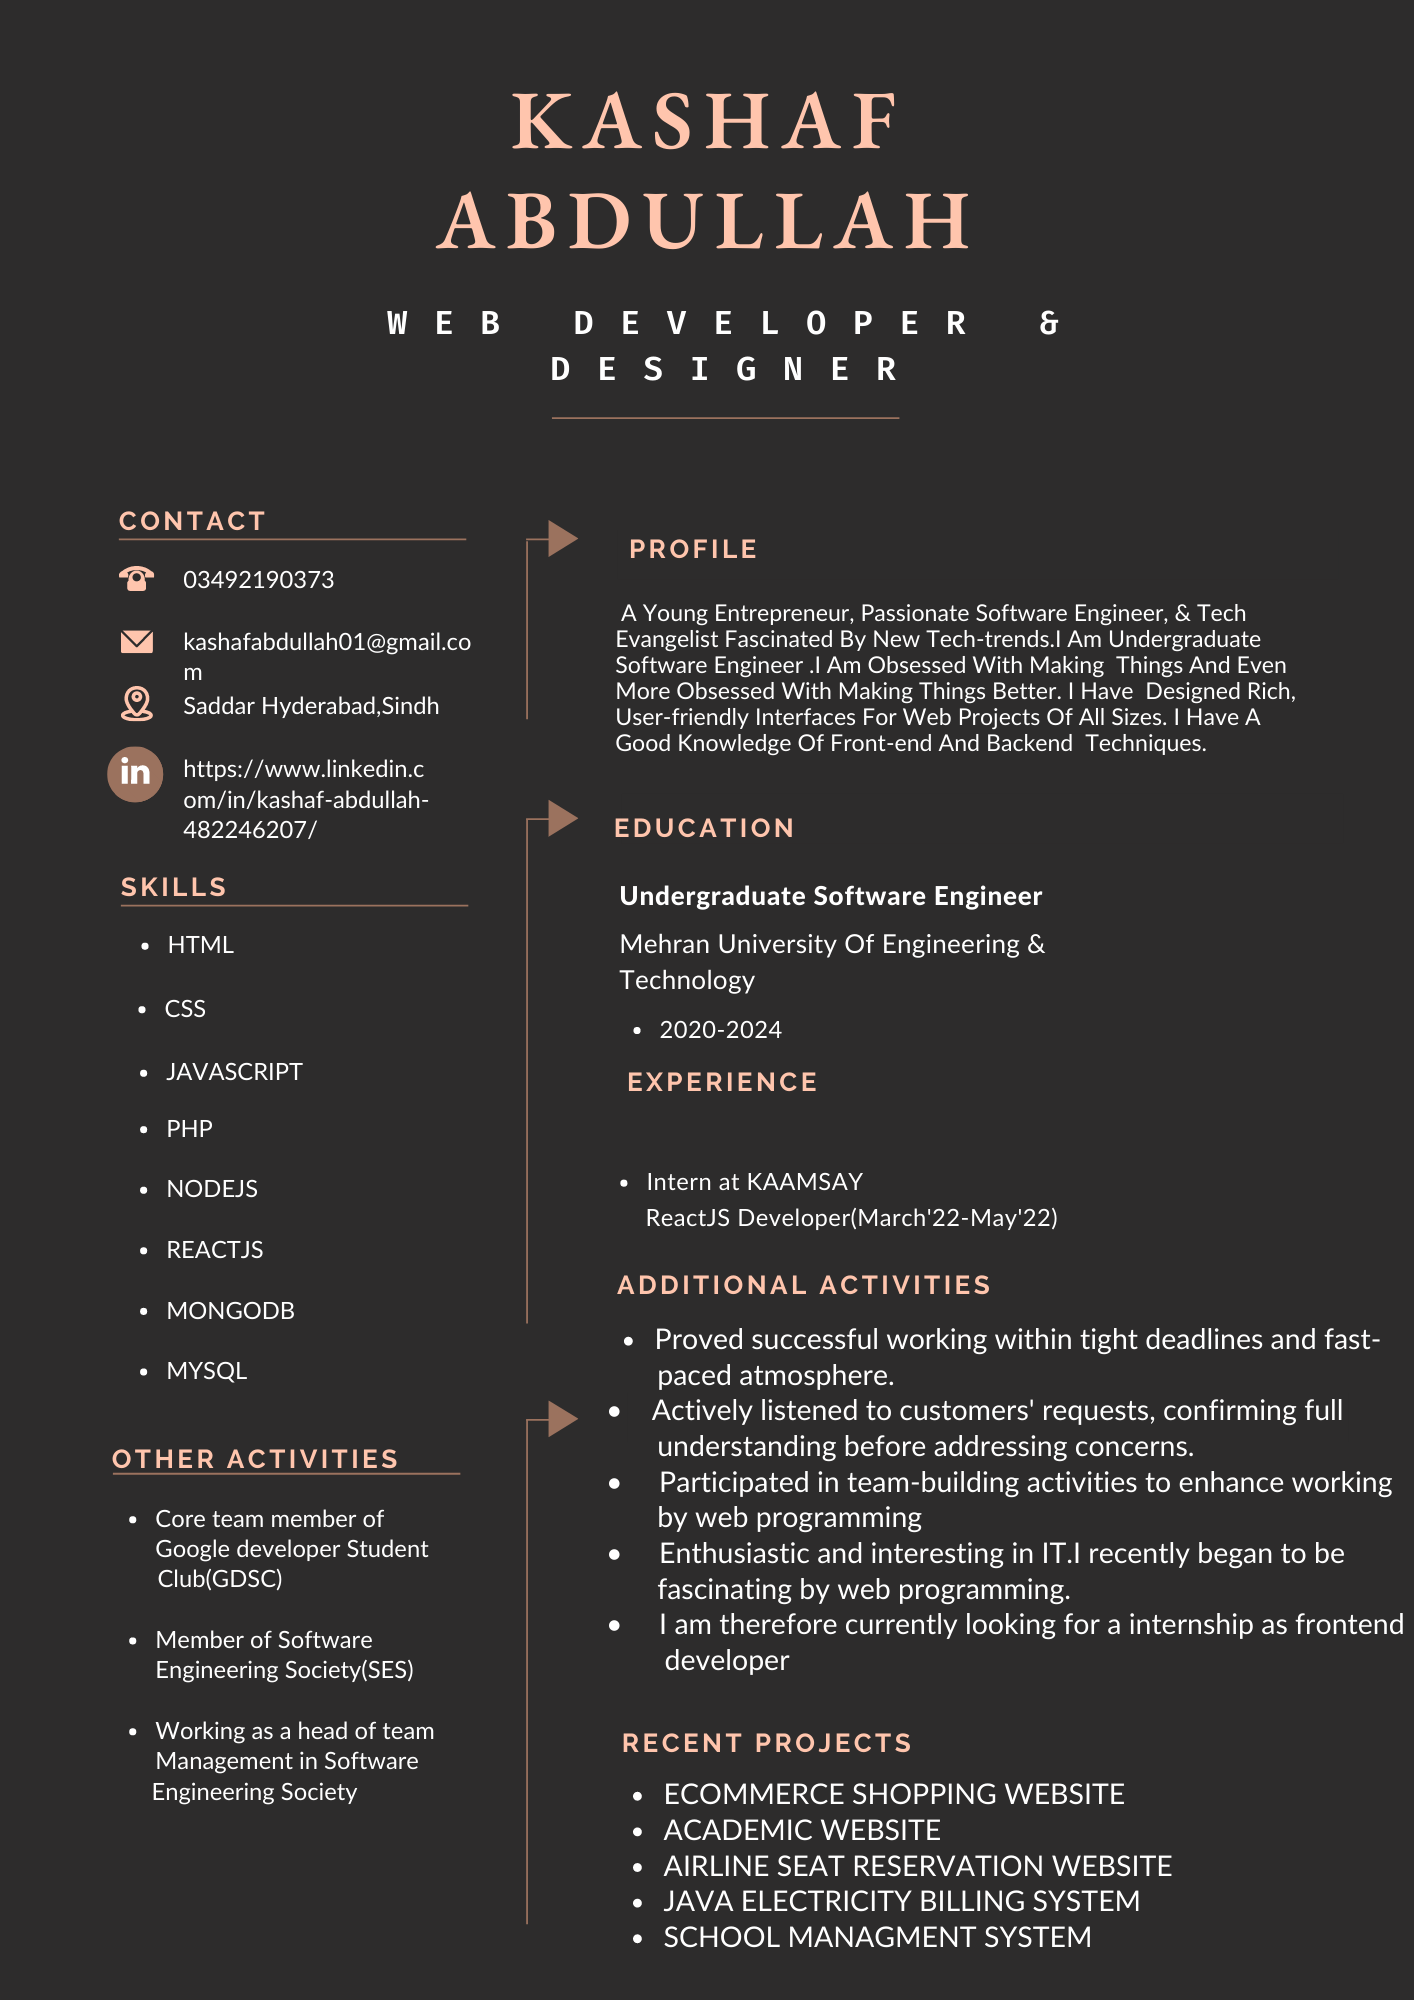 KASHAF
ABDULLAH
WEB DEVELOPER &
DESIGNER
CONTACT
03492190373
kashafabdullah01@gmail.co
m
Saddar Hyderabad,Sindh
in
https://www.linkedin.c
om/in/kashaf-abdullah-
482246207/
SKILLS
• HTML
• CSS
• JAVASCRIPT
• PHP
• NODEJS
• REACTJS
• MONGODB
• MYSQL
OTHER ACTIVITIES
• Core team member of
Google developer Student
Club(GDSC)
• Member of Software
Engineering Society(SES)
• Working as a head of team
Management in Software
Engineering Society
PROFILE
A Young Entrepreneur, Passionate Software Engineer, & Tech
Evangelist Fascinated By New Tech-trends.I Am Undergraduate
Software Engineer .I Am Obsessed With Making Things And Even
More Obsessed With Making Things Better. I Have Designed Rich,
User-friendly Interfaces For Web Projects Of All Sizes. I Have A
Good Knowledge Of Front-end And Backend Techniques.
EDUCATION
Undergraduate Software Engineer
Mehran University Of Engineering &
Technology
• 2020-2024
EXPERIENCE
• Intern at KAAMSAY
ReactJS Developer(March'22-May'22)
ADDITIONAL ACTIVITIES
• Proved successful working within tight deadlines and fast-
paced atmosphere.
• Actively listened to customers' requests, confirming full
understanding before addressing concerns.
• Participated in team-building activities to enhance working
by web programming
• Enthusiastic and interesting in IT.I recently began to be
fascinating by web programming.
• I am therefore currently looking for a internship as frontend
developer
RECENT PROJECTS
• ECOMMERCE SHOPPING WEBSITE
• ACADEMIC WEBSITE
• AIRLINE SEAT RESERVATION WEBSITE
• JAVA ELECTRICITY BILLING SYSTEM
• SCHOOL MANAGMENT SYSTEM